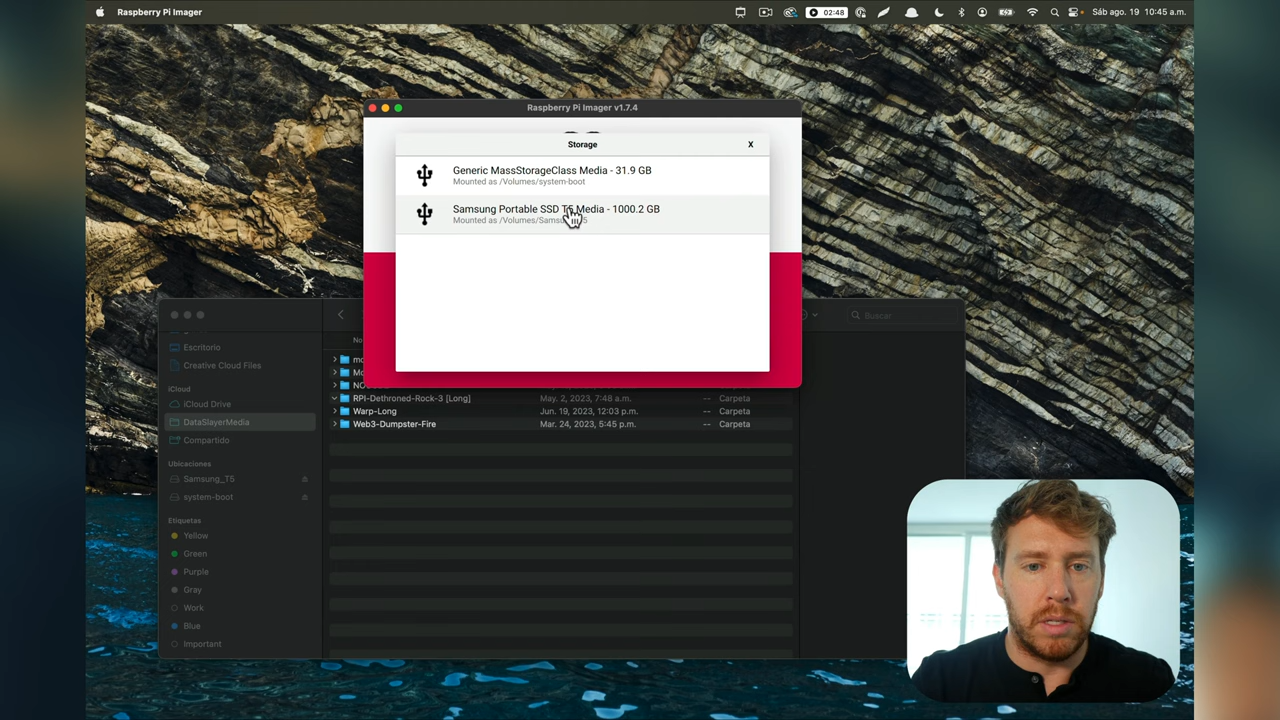 Raspberry Pi Imager
02:48
Sáb ago. 19 10:45 a.m.
Raspberry Pi Imager v1.7.4
Storage
X
Generic MassStorageClass Media - 31.9 GB
Mounted as /Volumes/system-boot
Samsung Portable SSD T5 Media - 1000.2 GB
Mounted as
Buscar
Escritorio
Creative Cloud Files
iCloud
iCloud Drive
DataSlayerMedia
Compartido
Ubicaciones
Samsung_T5
system-boot
Etiquetas
Yellow
Green
Purple
Gray
Work
Blue
Important
RPI-Dethroned-Rock-3 [Long] May. 2, 2023, 7:48 a.m. -- Carpeta
Warp-Long Jun. 19, 2023, 12:03 p.m. -- Carpeta
Web3-Dumpster-Fire Mar. 24, 2023, 5:45 p.m. -- Carpeta